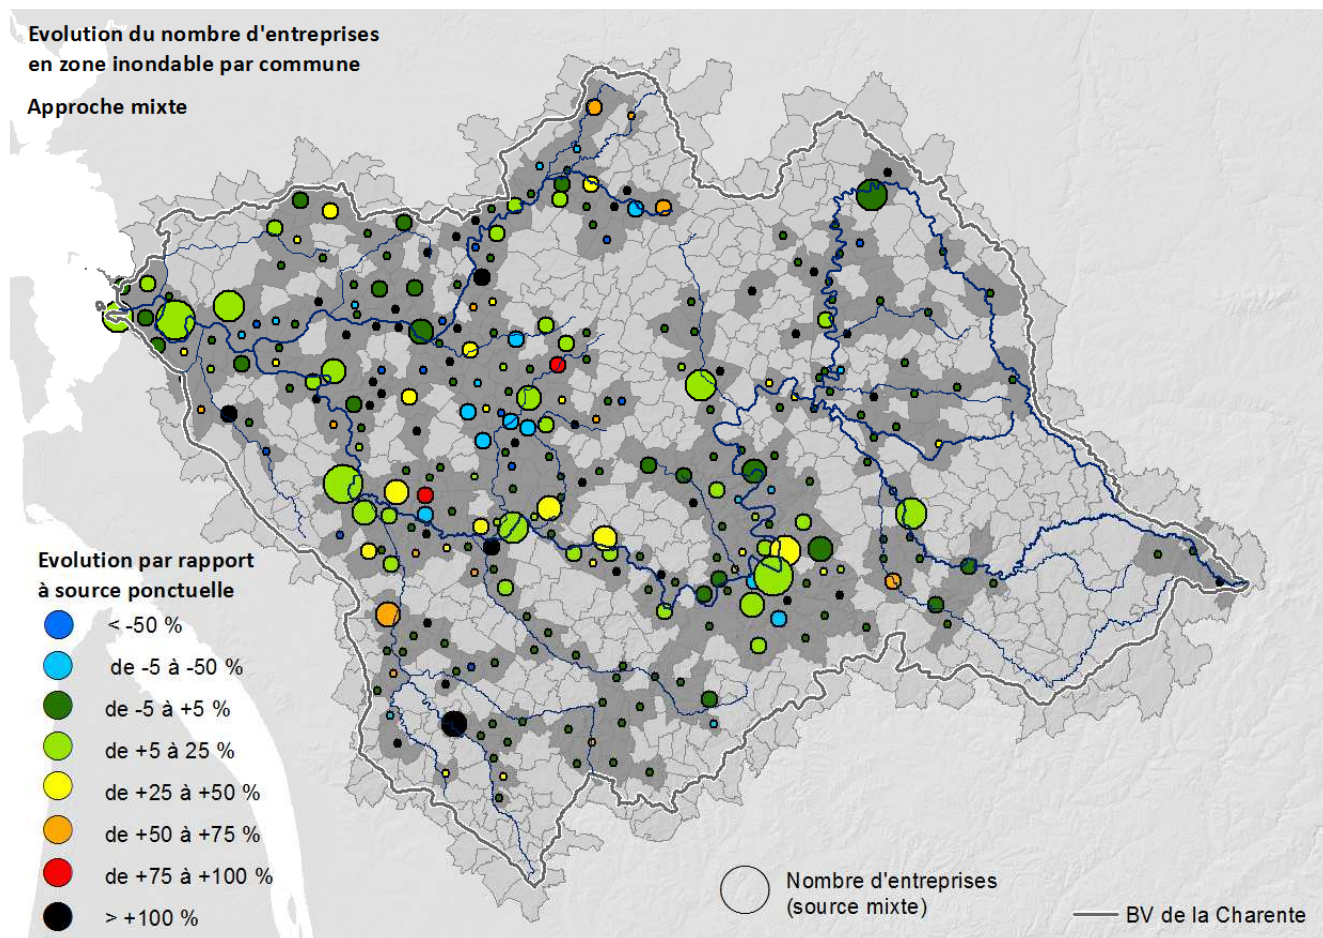 Evolution du nombre d'entreprises
en zone inondable par commune
Approche mixte
Evolution par rapport
à source ponctuelle
< -50 %
de -5 à -50 %
de -5 à +5 %
de +5 à 25 %
de +25 à +50 %
de +50 à +75 %
de +75 à +100 %
> +100 %
Nombre d'entreprises
(source mixte)
BV de la Charente